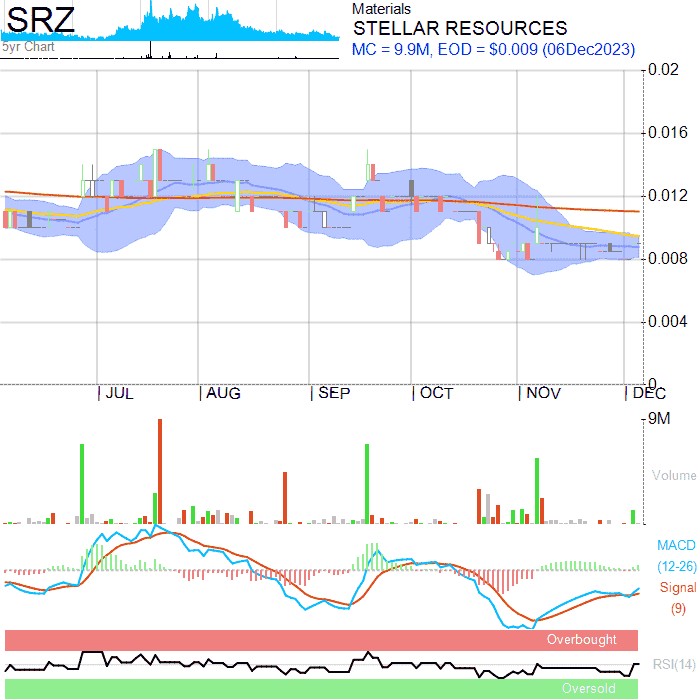 SRZ
5yr Chart
Materials
STELLAR RESOURCES
MC = 9.9M, EOD = $0.009 (06Dec2023)
0.02
0.016
0.012
0.008
0.004
0
JUL AUG SEP OCT NOV DEC
9M
Volume
MACD
(12-26)
Signal
(9)
Overbought
RSI(14)
Oversold